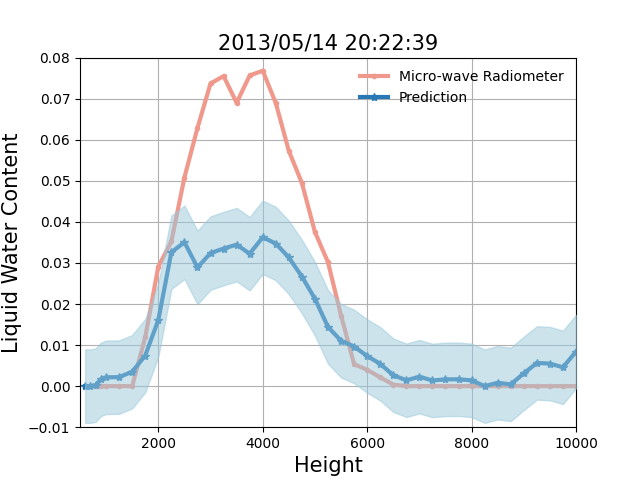 2013/05/14 20:22:39
Micro-wave Radiometer
Prediction
Liquid Water Content
0.08
0.07
0.06
0.05
0.04
0.03
0.02
0.01
0.00
−0.01
2000 4000 6000 8000 10000
Height